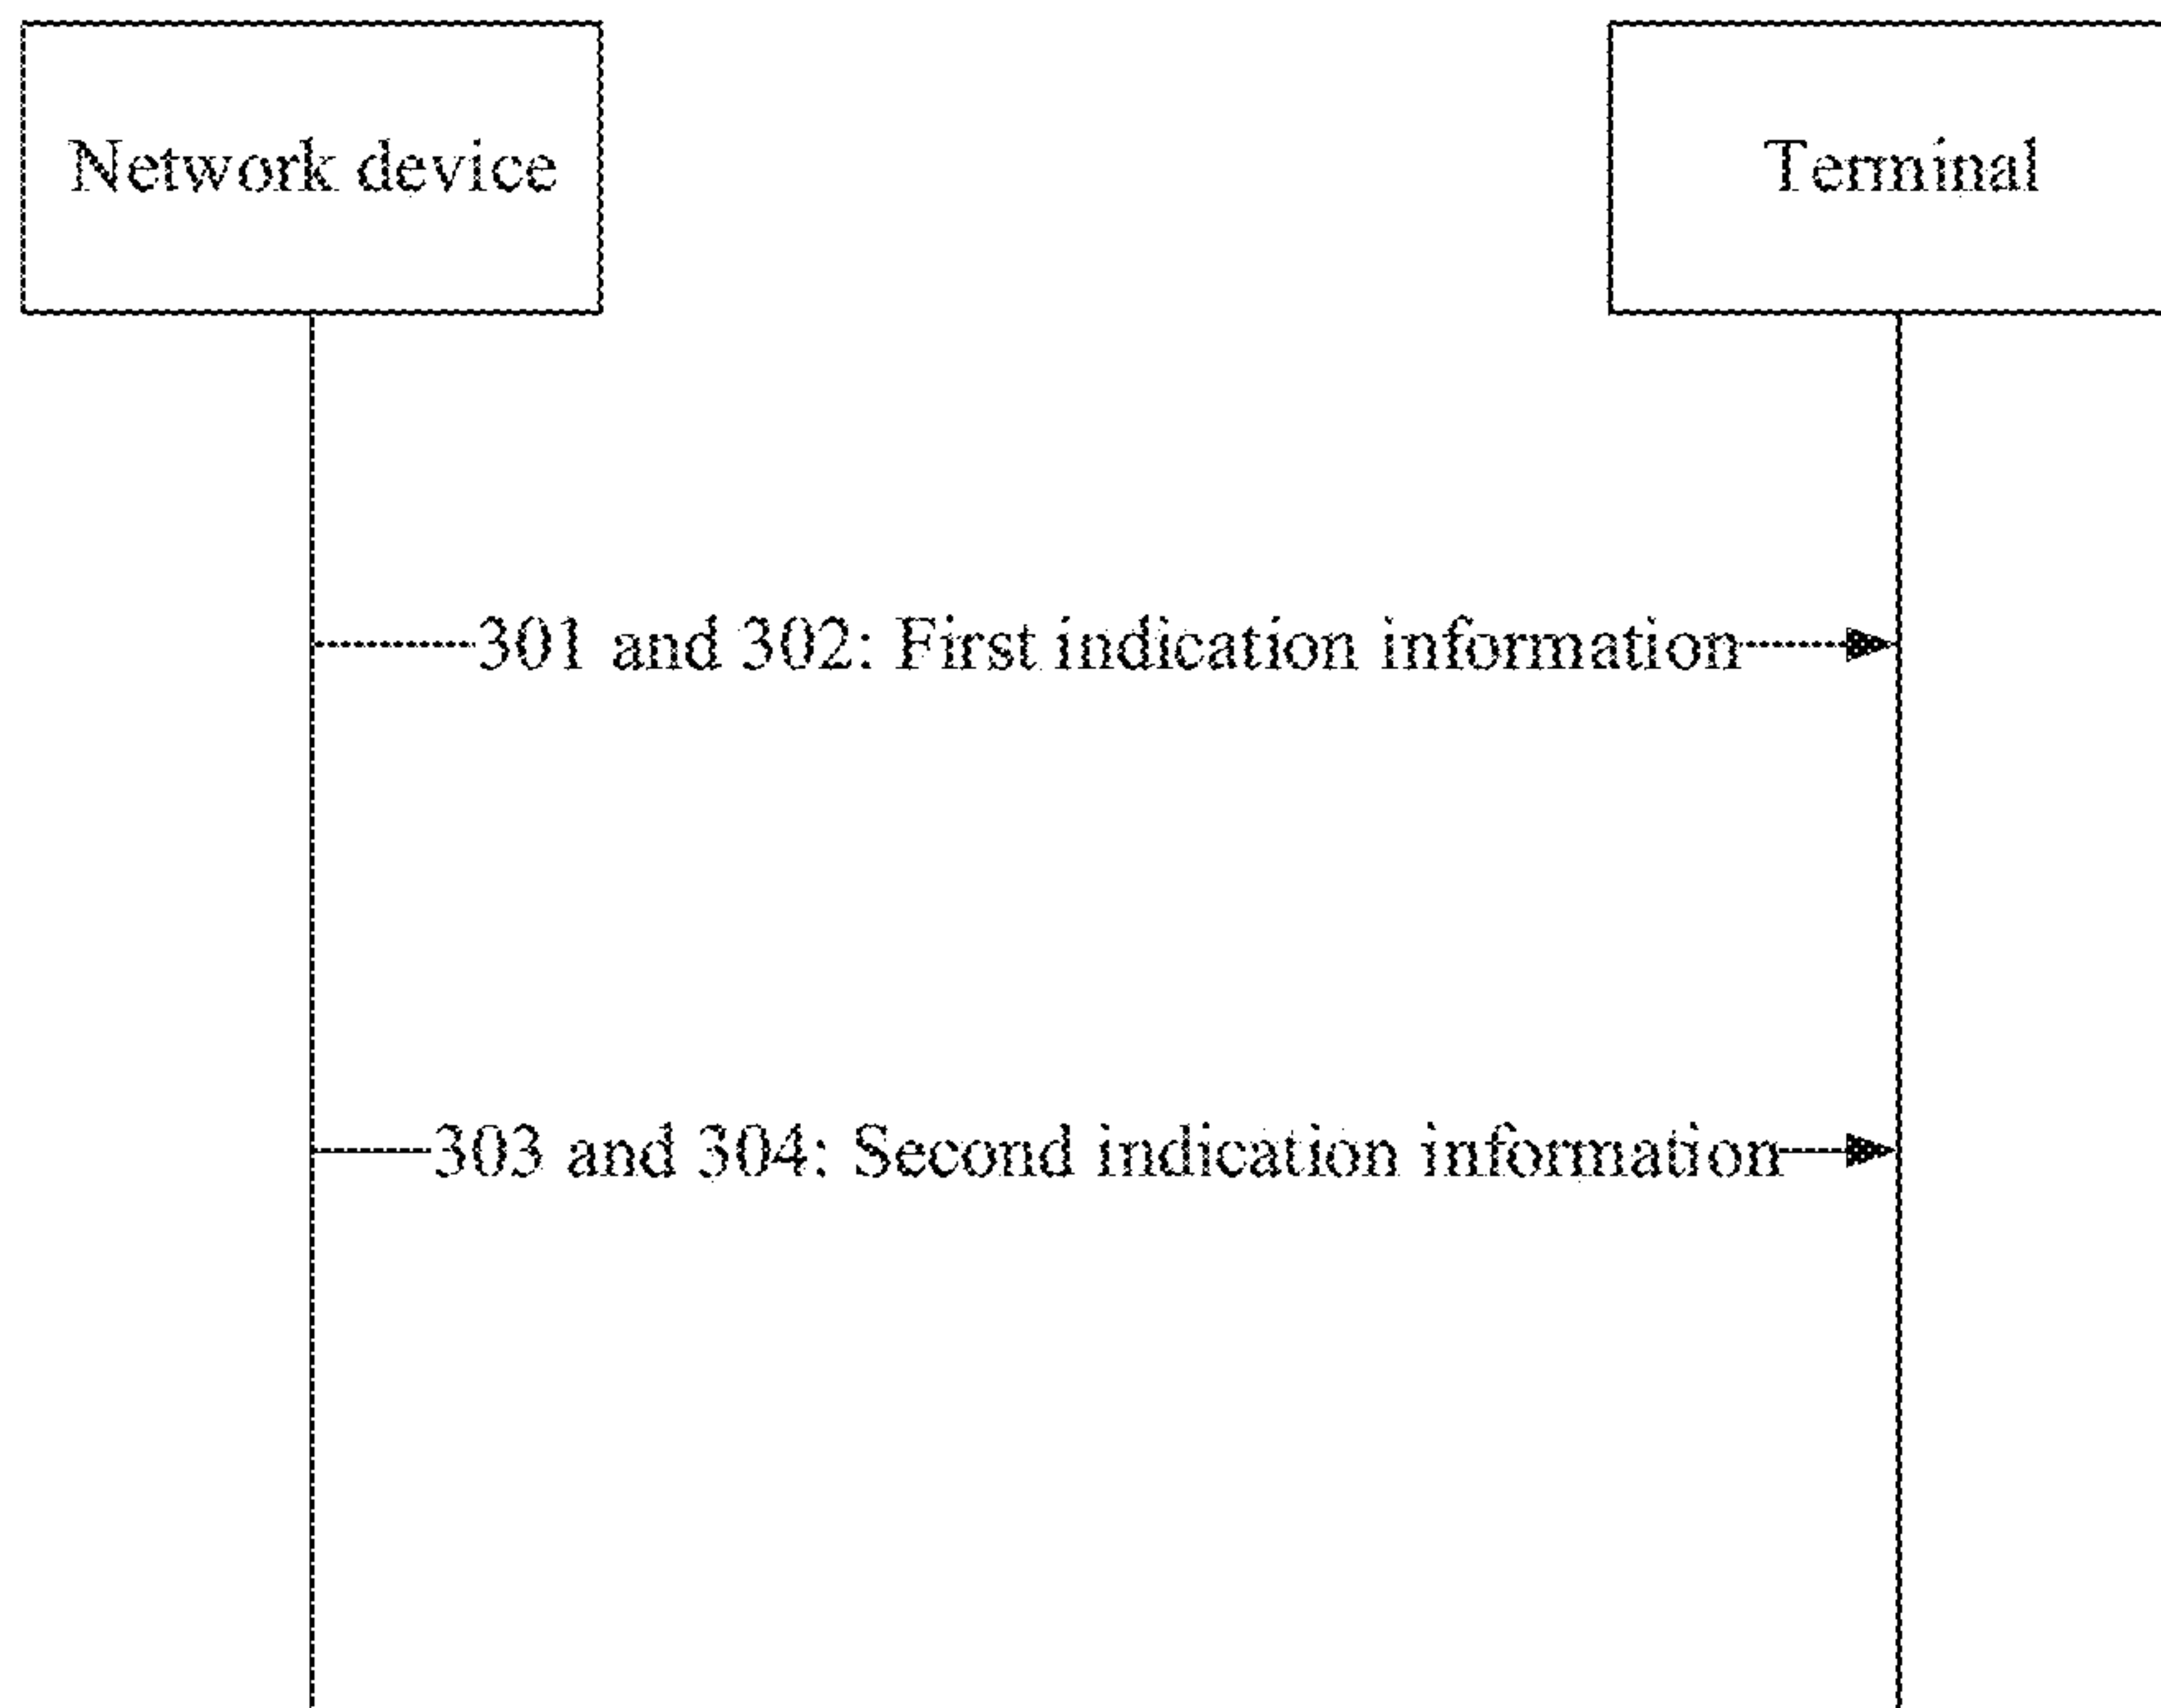 Network device
Terminal
301 and 302: First indication information
303 and 304: Second indication information